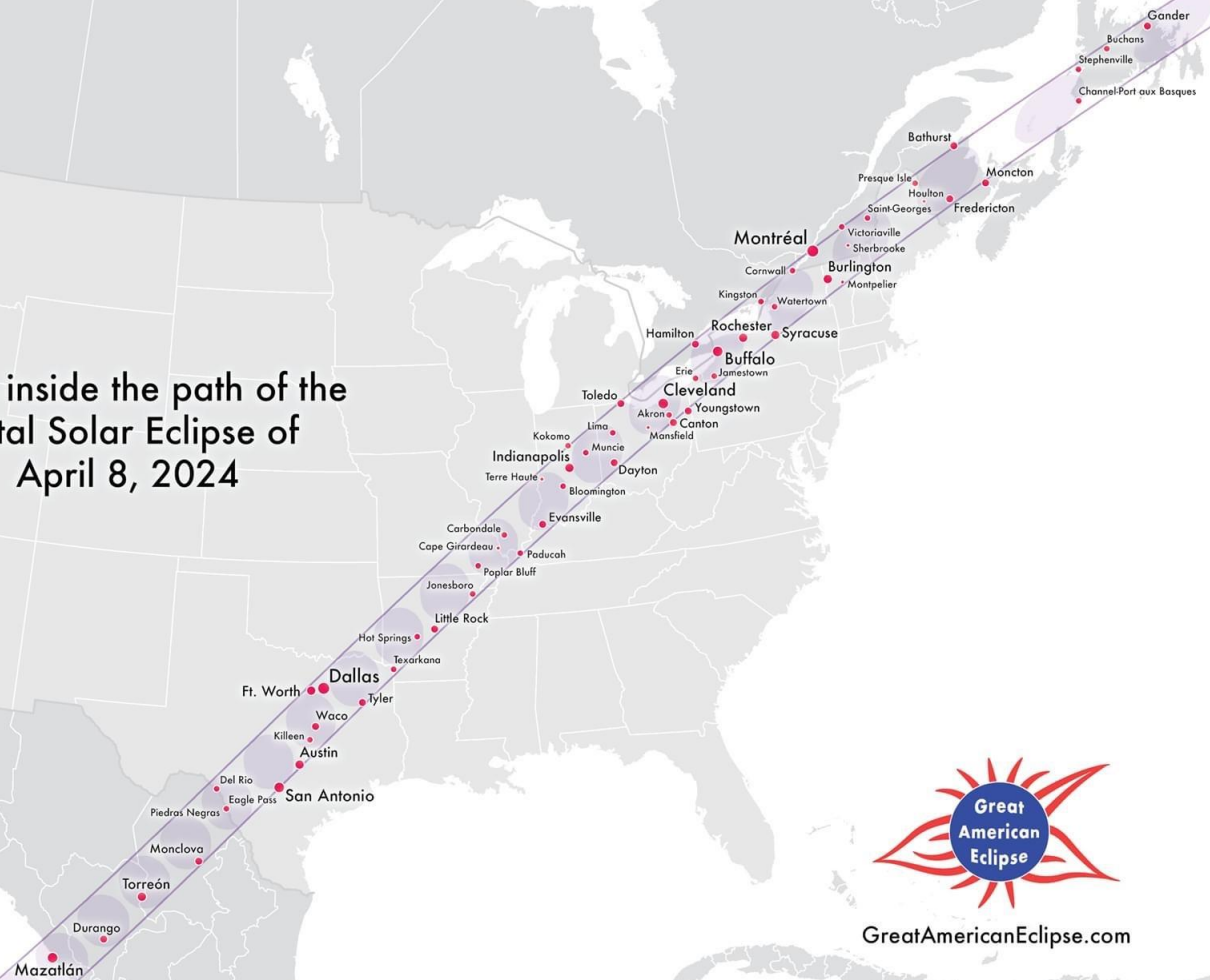 Gander
Buchans
Stephenville
Channel-Port aux Basques
Bathurst
Moncton
Presque Isle
Houlton
Saint-Georges
Fredericton
Victoriaville
Montréal
Sherbrooke
Burlington
Cornwall
Montpelier
Kingston
Watertown
Rochester
Hamilton
Syracuse
Buffalo
Erie
Jamestown
inside the path of the
tal Solar Eclipse of
April 8, 2024
Cleveland
Toledo
Youngstown
Akron
Canton
Lima
Mansfield
Kokomo
Muncie
Indianapolis
Dayton
Terre Haute
Bloomington
Evansville
Carbondale
Cape Girardeau
Paducah
Poplar Bluff
Jonesboro
Little Rock
Hot Springs
Texarkana
Dallas
Ft. Worth
Tyler
Waco
Killeen
Austin
Del Rio
Eagle Pass
San Antonio
Piedras Negras
Monclova
Torreón
Durango
Mazatlán
Great
American
Eclipse
GreatAmericanEclipse.com